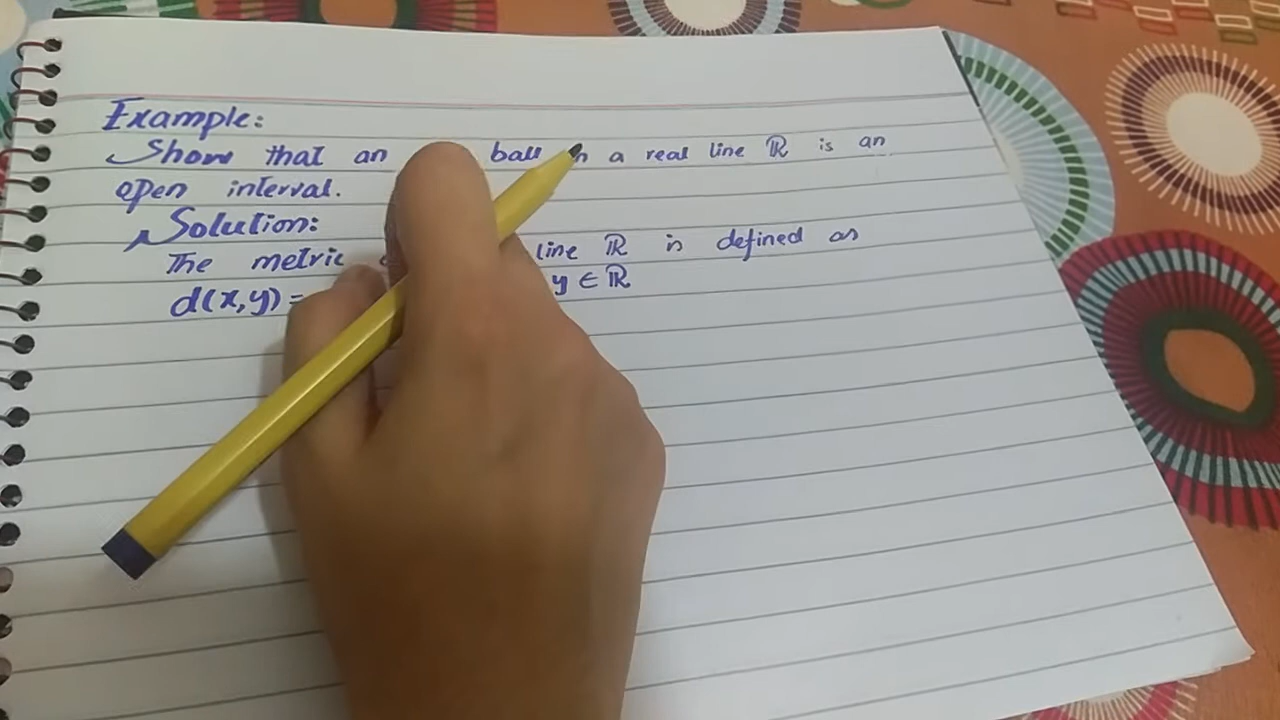 Example:
Show that an ball a real line ℝ is an
open interval.
Solution:
The metric line ℝ is defined as
d(x,y)= y ∈ ℝ